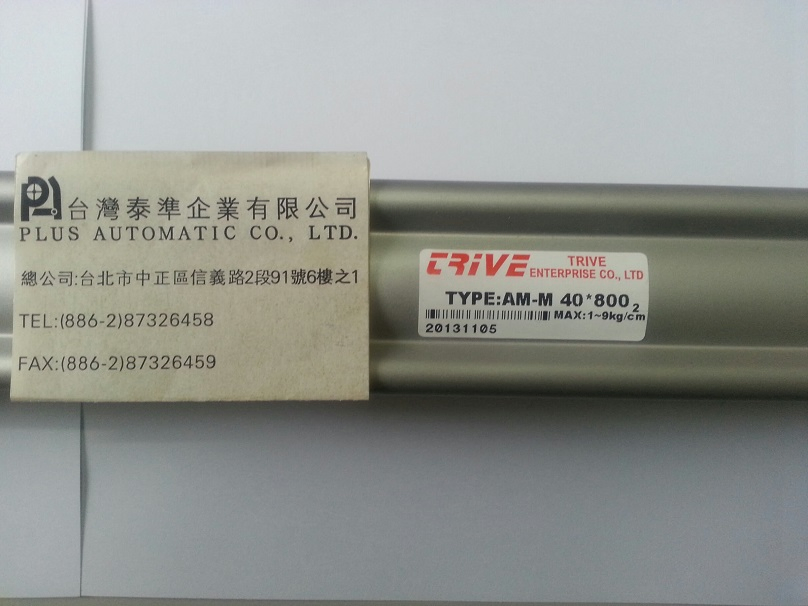 台灣泰準企業有限公司
PLUS AUTOMATIC CO., LTD.
總公司:台北市中正區信義路2段91號6樓之1
TEL:(886-2)87326458
FAX:(886-2)87326459
TRIVE
TRIVE
ENTERPRISE CO., LTD
TYPE:AM-M 40*800
MAX:1~9kg/cm2
20131105